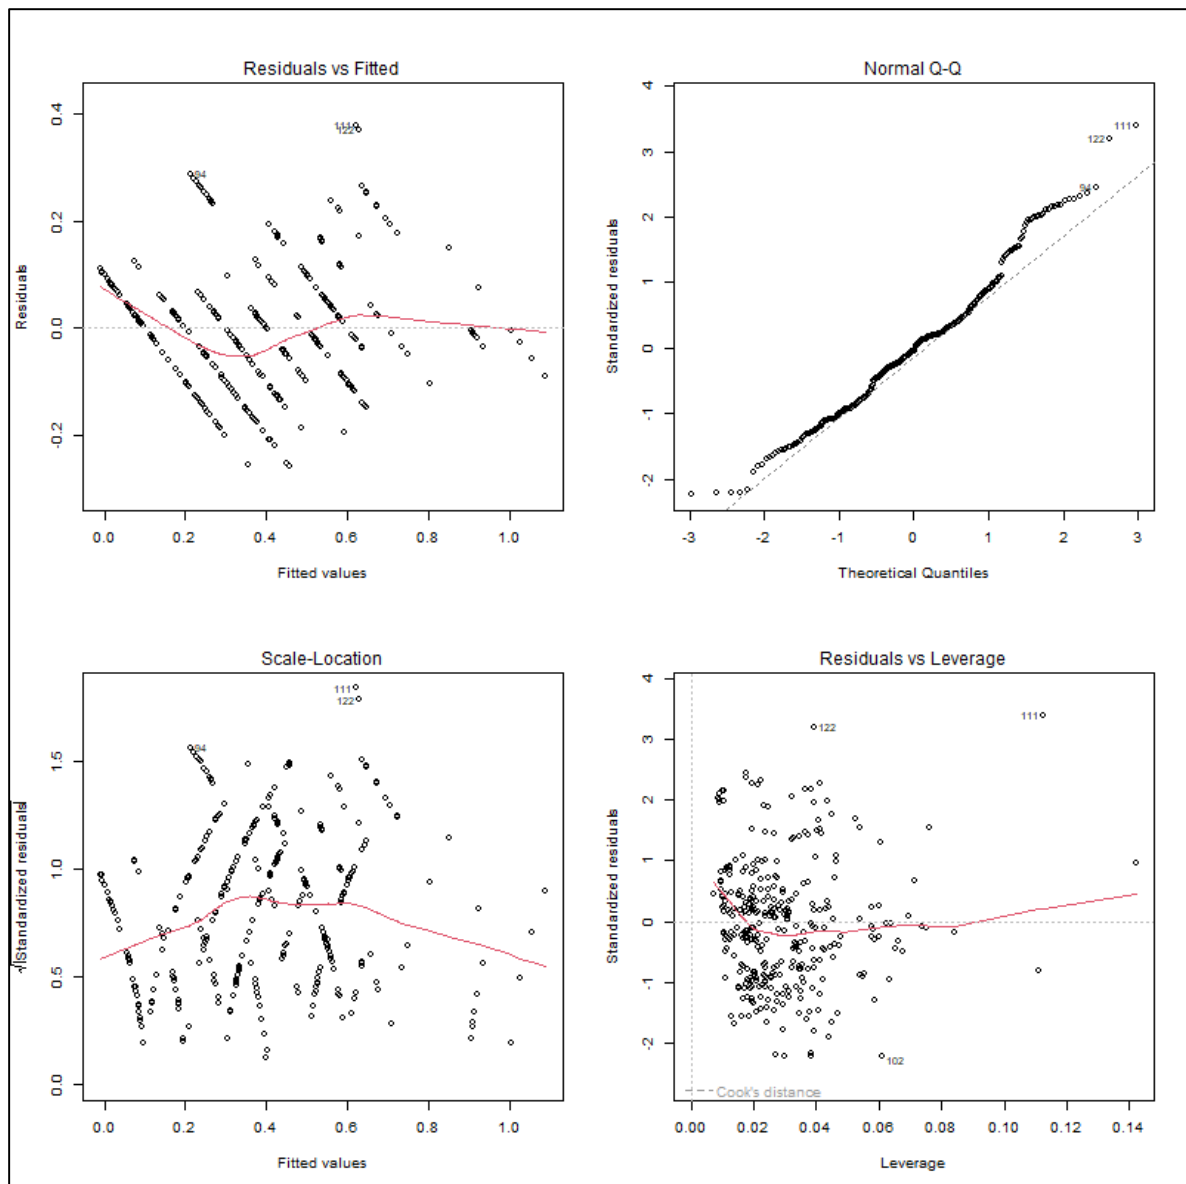 Residuals vs Fitted
Residuals
0.4
0.2
0.0
-0.2
111
122
94
0.0 0.2 0.4 0.6 0.8 1.0
Fitted values
Normal Q-Q
Standardized residuals
4
3
2
1
0
-1
-2
111
122
94
-3 -2 -1 0 1 2 3
Theoretical Quantiles
Scale-Location
√|Standardized residuals|
1.5
1.0
0.5
0.0
111
122
94
0.0 0.2 0.4 0.6 0.8 1.0
Fitted values
Residuals vs Leverage
Standardized residuals
4
3
2
1
0
-1
-2
122
111
102
Cook's distance
0.00 0.02 0.04 0.06 0.08 0.10 0.12 0.14
Leverage